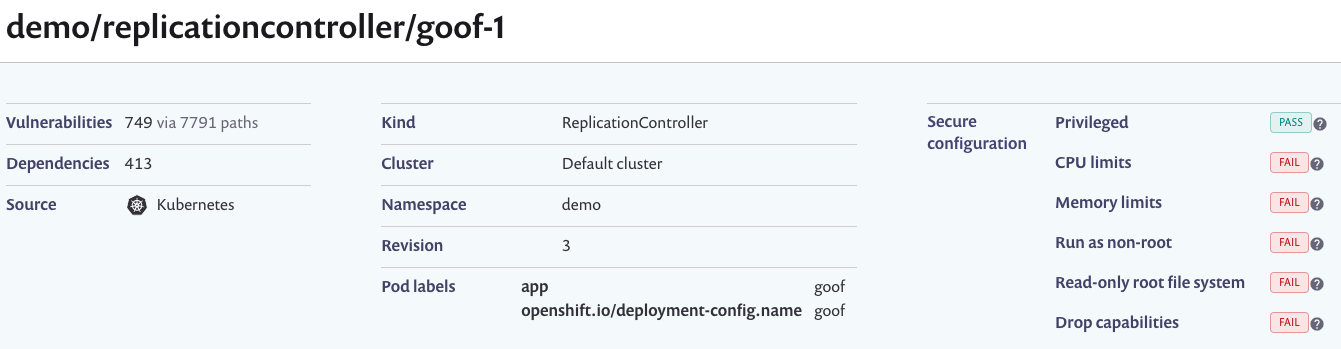 demo/replicationcontroller/goof-1
Vulnerabilities 749 via 7791 paths
Dependencies 413
Source Kubernetes
Kind ReplicationController
Cluster Default cluster
Namespace demo
Revision 3
Pod labels app goof
openshift.io/deployment-config.name goof
Secure
configuration
Privileged PASS ?
CPU limits FAIL ?
Memory limits FAIL ?
Run as non-root FAIL ?
Read-only root file system FAIL ?
Drop capabilities FAIL ?